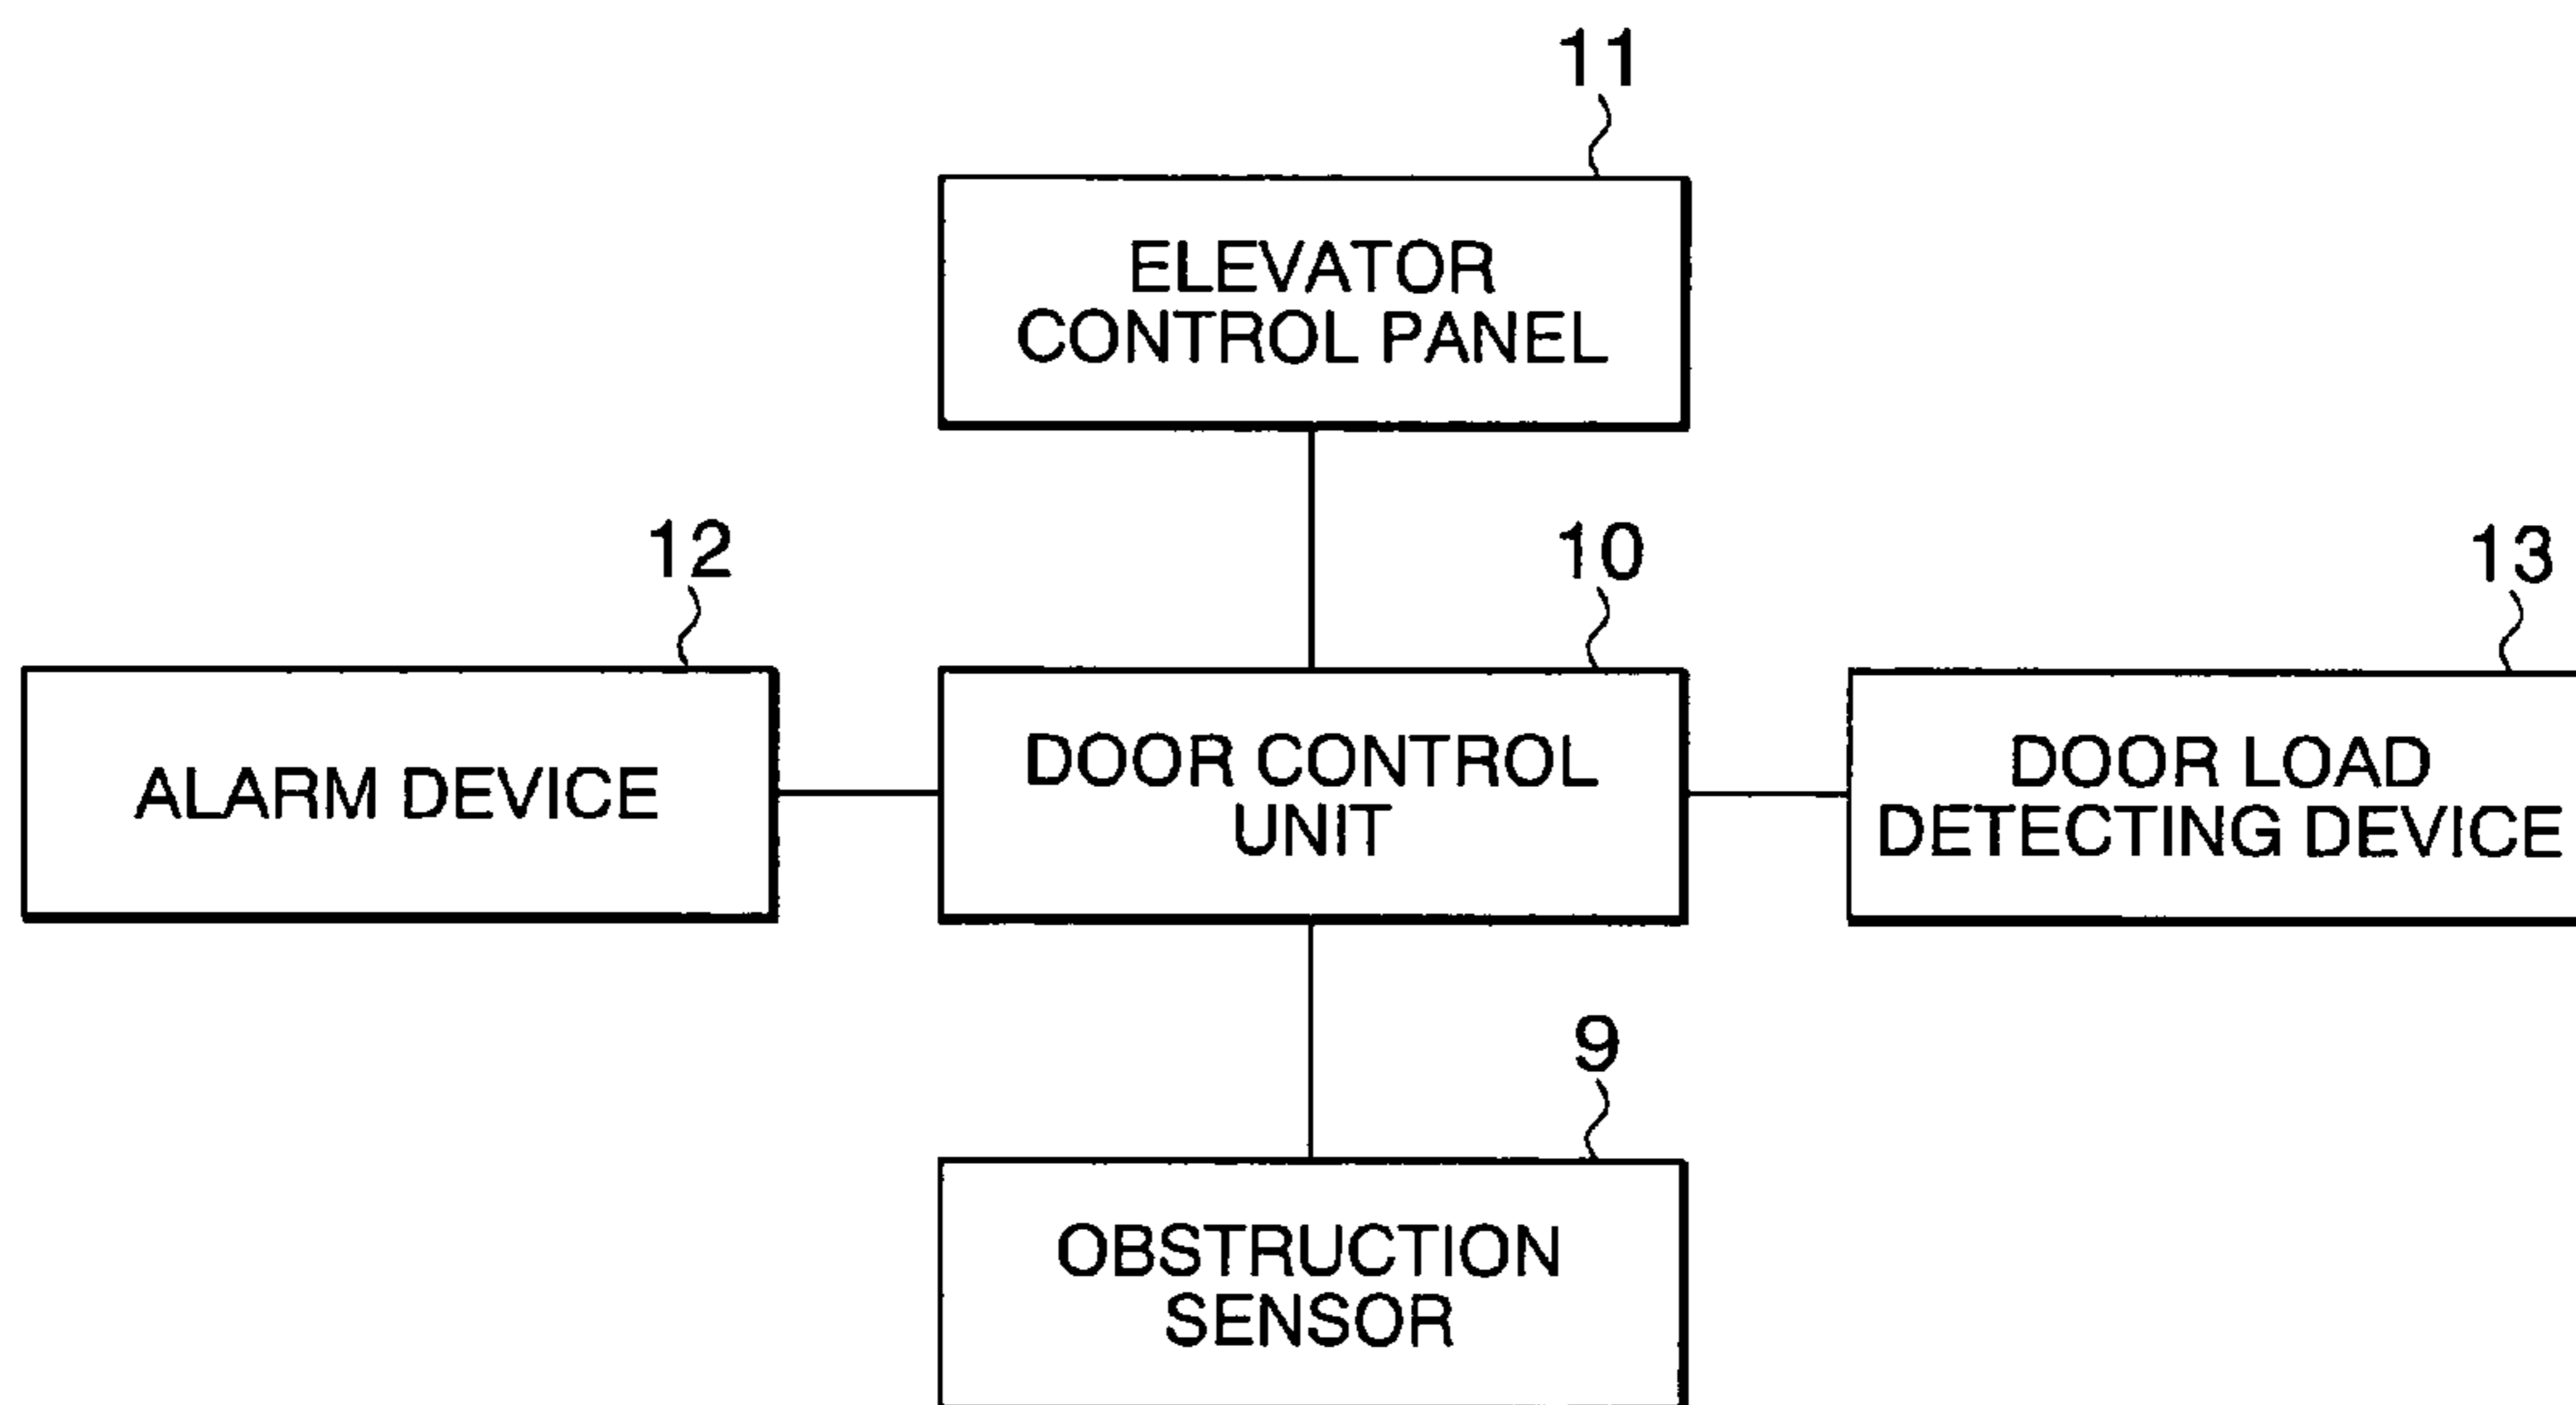 11
ELEVATOR
CONTROL PANEL
12
10
13
ALARM DEVICE
DOOR CONTROL
UNIT
DOOR LOAD
DETECTING DEVICE
9
OBSTRUCTION
SENSOR